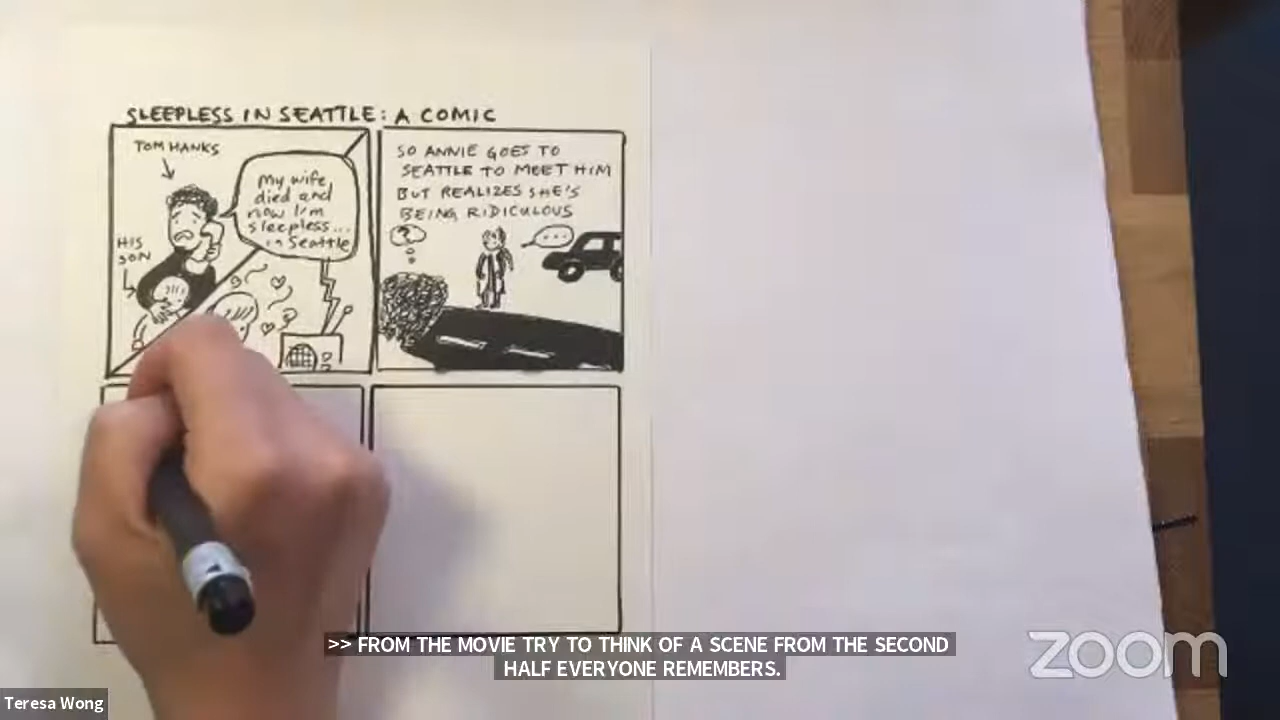 SLEEPLESS IN SEATTLE: A COMIC
TOM HANKS
My wife
died and
now I'm
sleepless...
in Seattle
HIS
SON
SO ANNIE GOES TO
SEATTLE TO MEET HIM
BUT REALIZES SHE'S
BEING RIDICULOUS
?
...
>> FROM THE MOVIE TRY TO THINK OF A SCENE FROM THE SECOND
HALF EVERYONE REMEMBERS.
zoom
Teresa Wong